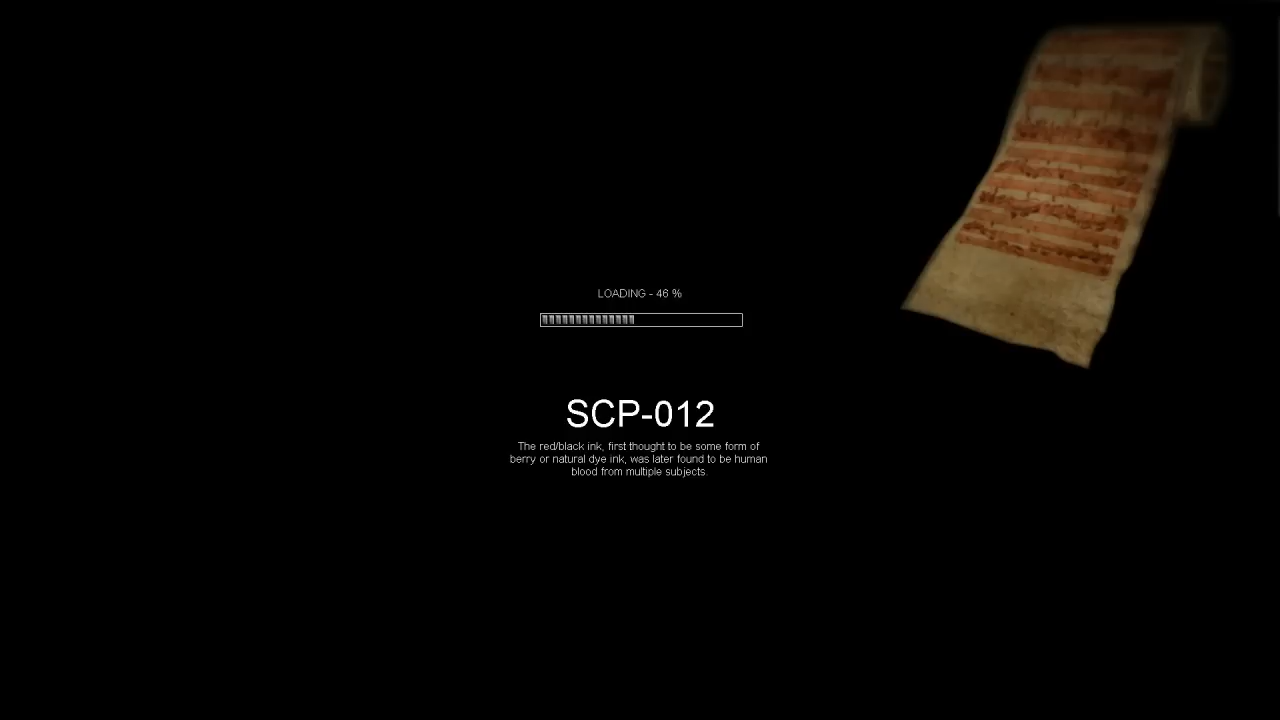 LOADING - 46 %
SCP-012
The red/black ink, first thought to be some form of
berry or natural dye ink, was later found to be human
blood from multiple subjects.